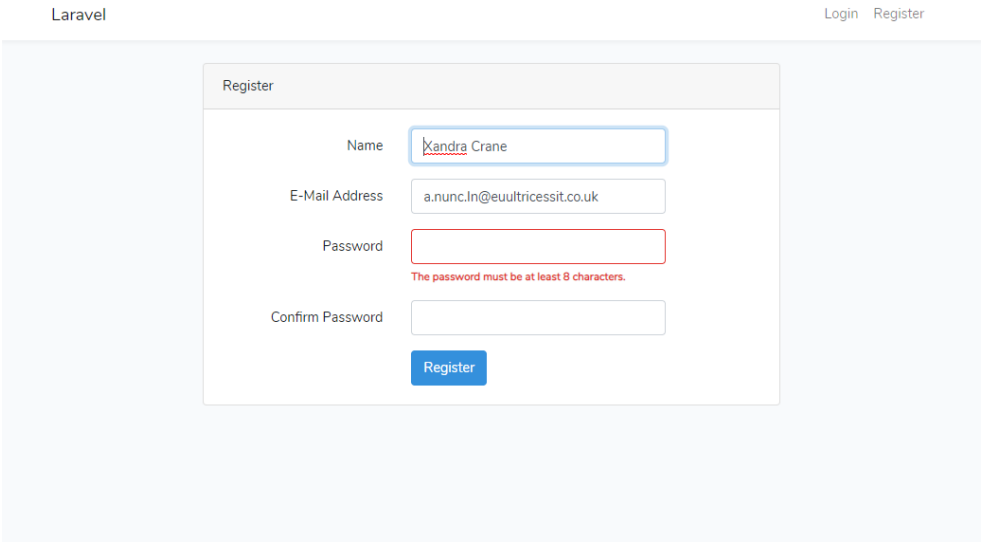 Laravel
Login Register
Register
Name
Xandra Crane
E-Mail Address
a.nunc.In@euultricessit.co.uk
Password
The password must be at least 8 characters.
Confirm Password
Register